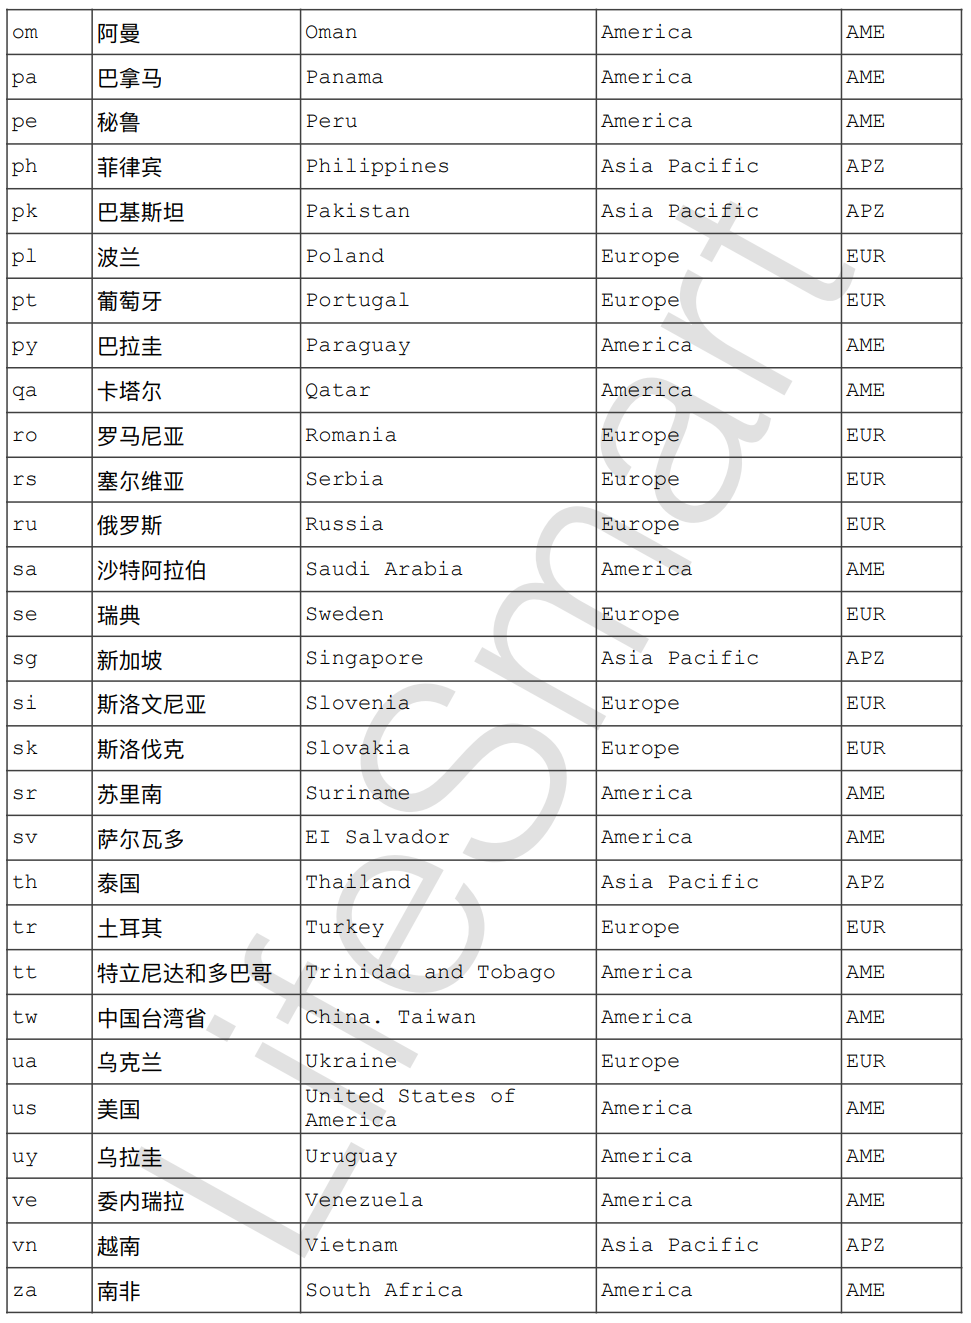 om 阿曼 Oman America AME
pa 巴拿马 Panama America AME
pe 秘鲁 Peru America AME
ph 菲律宾 Philippines Asia Pacific APZ
pk 巴基斯坦 Pakistan Asia Pacific APZ
pl 波兰 Poland Europe EUR
pt 葡萄牙 Portugal Europe EUR
py 巴拉圭 Paraguay America AME
qa 卡塔尔 Qatar America AME
ro 罗马尼亚 Romania Europe EUR
rs 塞尔维亚 Serbia Europe EUR
ru 俄罗斯 Russia Europe EUR
sa 沙特阿拉伯 Saudi Arabia America AME
se 瑞典 Sweden Europe EUR
sg 新加坡 Singapore Asia Pacific APZ
si 斯洛文尼亚 Slovenia Europe EUR
sk 斯洛伐克 Slovakia Europe EUR
sr 苏里南 Suriname America AME
sv 萨尔瓦多 EI Salvador America AME
th 泰国 Thailand Asia Pacific APZ
tr 土耳其 Turkey Europe EUR
tt 特立尼达和多巴哥 Trinidad and Tobago America AME
tw 中国台湾省 China. Taiwan America AME
ua 乌克兰 Ukraine Europe EUR
us 美国 United States of
America America AME
uy 乌拉圭 Uruguay America AME
ve 委内瑞拉 Venezuela America AME
vn 越南 Vietnam Asia Pacific APZ
za 南非 South Africa America AME
LifeSmart